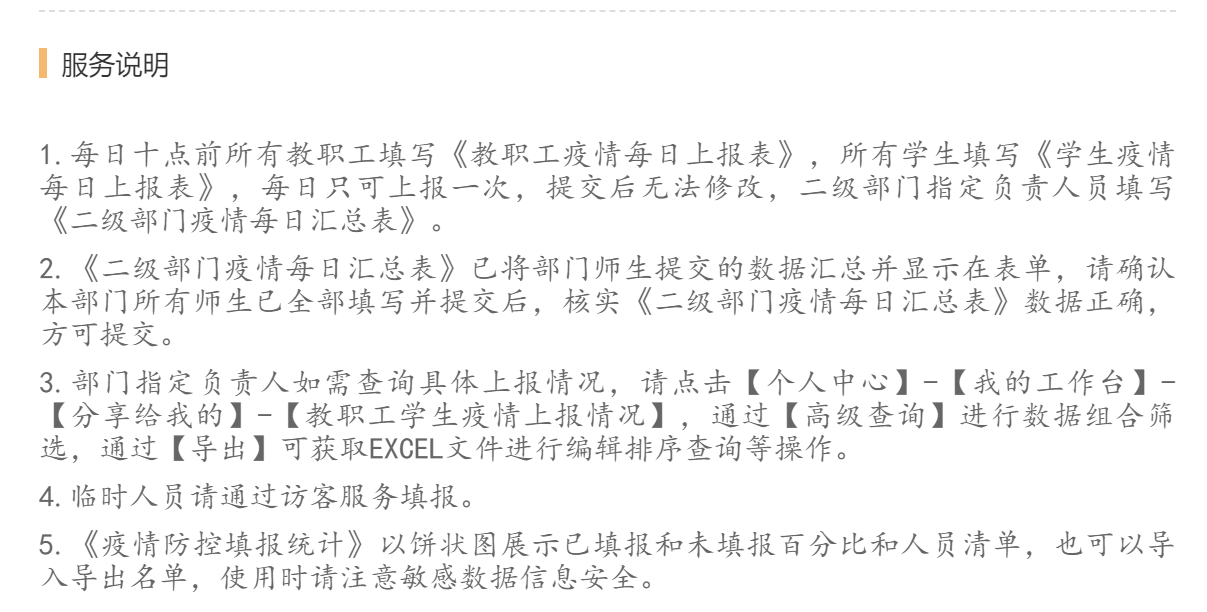 服务说明
1. 每日十点前所有教职工填写《教职工疫情每日上报表》，所有学生填写《学生疫情
每日上报表》，每日只可上报一次，提交后无法修改，二级部门指定负责人员填写
《二级部门疫情每日汇总表》。
2. 《二级部门疫情每日汇总表》已将部门师生提交的数据汇总并显示在表单，请确认
本部门所有师生已全部填写并提交后，核实《二级部门疫情每日汇总表》数据正确，
方可提交。
3. 部门指定负责人如需查询具体上报情况，请点击【个人中心】-【我的工作台】-
【分享给我的】-【教职工学生疫情上报情况】，通过【高级查询】进行数据组合筛
选，通过【导出】可获取EXCEL文件进行编辑排序查询等操作。
4. 临时人员请通过访客服务填报。
5. 《疫情防控填报统计》以饼状图展示已填报和未填报百分比和人员清单，也可以导
入导出名单，使用时请注意敏感数据信息安全。